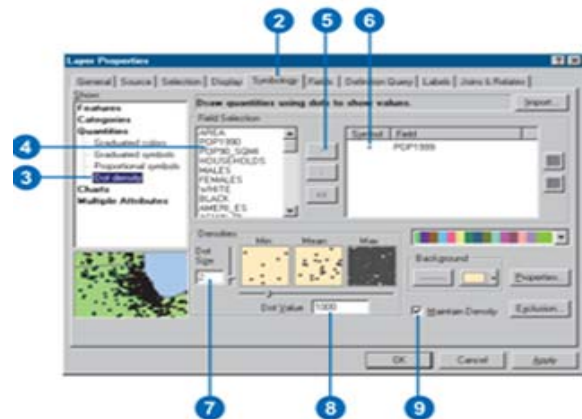 2 5 6
Layer Properties
General Source Selection Display Symbology Fields Definition Query Labels Joins & Relates
Show:
Features
Categories
Quantities
Graduated colors
Graduated symbols
Proportional symbols
Dot density
Charts
Multiple Attributes
4
3
Draw quantities using dots to show values.
Import...
Field Selection
AREA
POP1990
POP90_SQMI
HOUSEHOLDS
MALES
FEMALES
WHITE
BLACK
AMERI_ES
Symbol Field
POP1999
Densities
Dot Size
2
Min Mean Max
Dot Value 1000
Background
Properties...
Maintain Density
Exclusion...
OK Cancel Apply
7 8 9